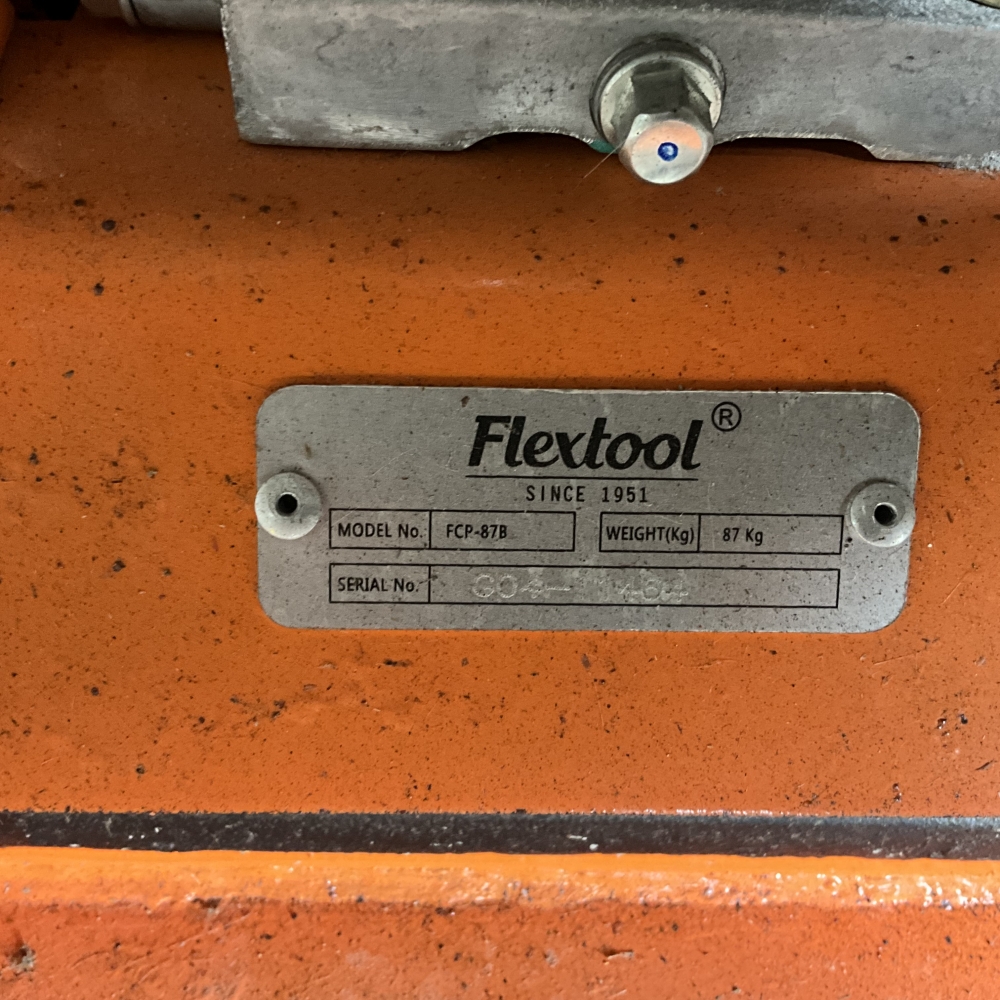 Flextool®
SINCE 1951
MODEL No. FCP-87B WEIGHT(Kg) 87 Kg
SERIAL No.